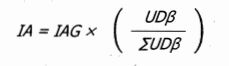 IA = IAG × ( UDβ / ΣUDβ )